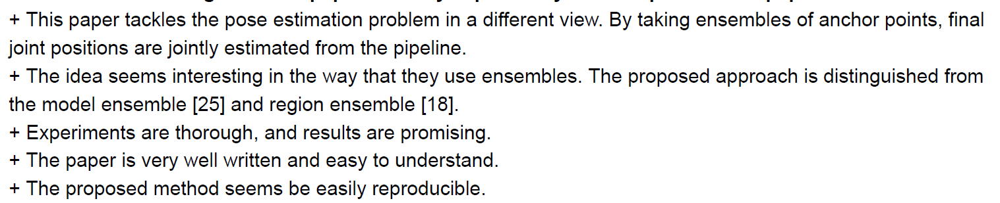 + This paper tackles the pose estimation problem in a different view. By taking ensembles of anchor points, final
joint positions are jointly estimated from the pipeline.
+ The idea seems interesting in the way that they use ensembles. The proposed approach is distinguished from
the model ensemble [25] and region ensemble [18].
+ Experiments are thorough, and results are promising.
+ The paper is very well written and easy to understand.
+ The proposed method seems be easily reproducible.